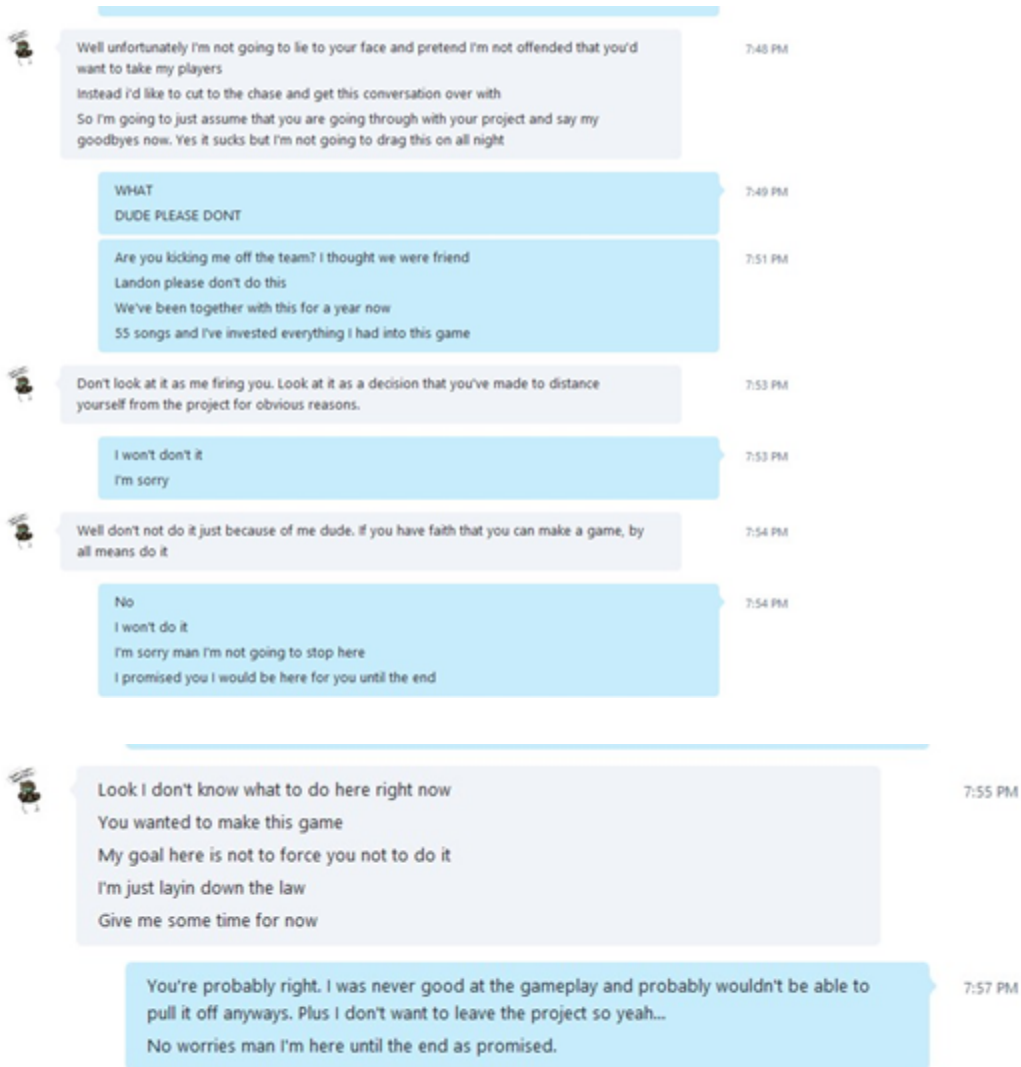 Well unfortunately I'm not going to lie to your face and pretend I'm not offended that you'd
want to take my players
7:48 PM
Instead i'd like to cut to the chase and get this conversation over with
So I'm going to just assume that you are going through with your project and say my
goodbyes now. Yes it sucks but I'm not going to drag this on all night
WHAT
7:49 PM
DUDE PLEASE DONT
Are you kicking me off the team? I thought we were friend
7:51 PM
Landon please don't do this
We've been together with this for a year now
55 songs and I've invested everything I had into this game
Don't look at it as me firing you. Look at it as a decision that you've made to distance
yourself from the project for obvious reasons.
7:53 PM
I won't don't it
7:53 PM
I'm sorry
Well don't not do it just because of me dude. If you have faith that you can make a game, by
all means do it
7:54 PM
No
7:54 PM
I won't do it
I'm sorry man I'm not going to stop here
I promised you I would be here for you until the end
Look I don't know what to do here right now
7:55 PM
You wanted to make this game
My goal here is not to force you not to do it
I'm just layin down the law
Give me some time for now
You're probably right. I was never good at the gameplay and probably wouldn't be able to
7:57 PM
pull it off anyways. Plus I don't want to leave the project so yeah...
No worries man I'm here until the end as promised.